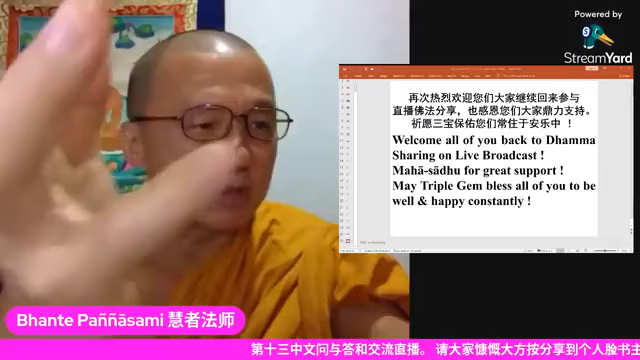 Powered by
StreamYard
再次热烈欢迎您们大家继续回来参与
直播佛法分享，也感恩您们大家鼎力支持。
祈愿三宝保佑您们常住于安乐中 ！
Welcome all of you back to Dhamma
Sharing on Live Broadcast !
Mahā-sādhu for great support !
May Triple Gem bless all of you to be
well & happy constantly !
Bhante Paññāsami 慧者法师
第十三中文问与答和交流直播。 请大家慷慨大方按分享到个人脸书主